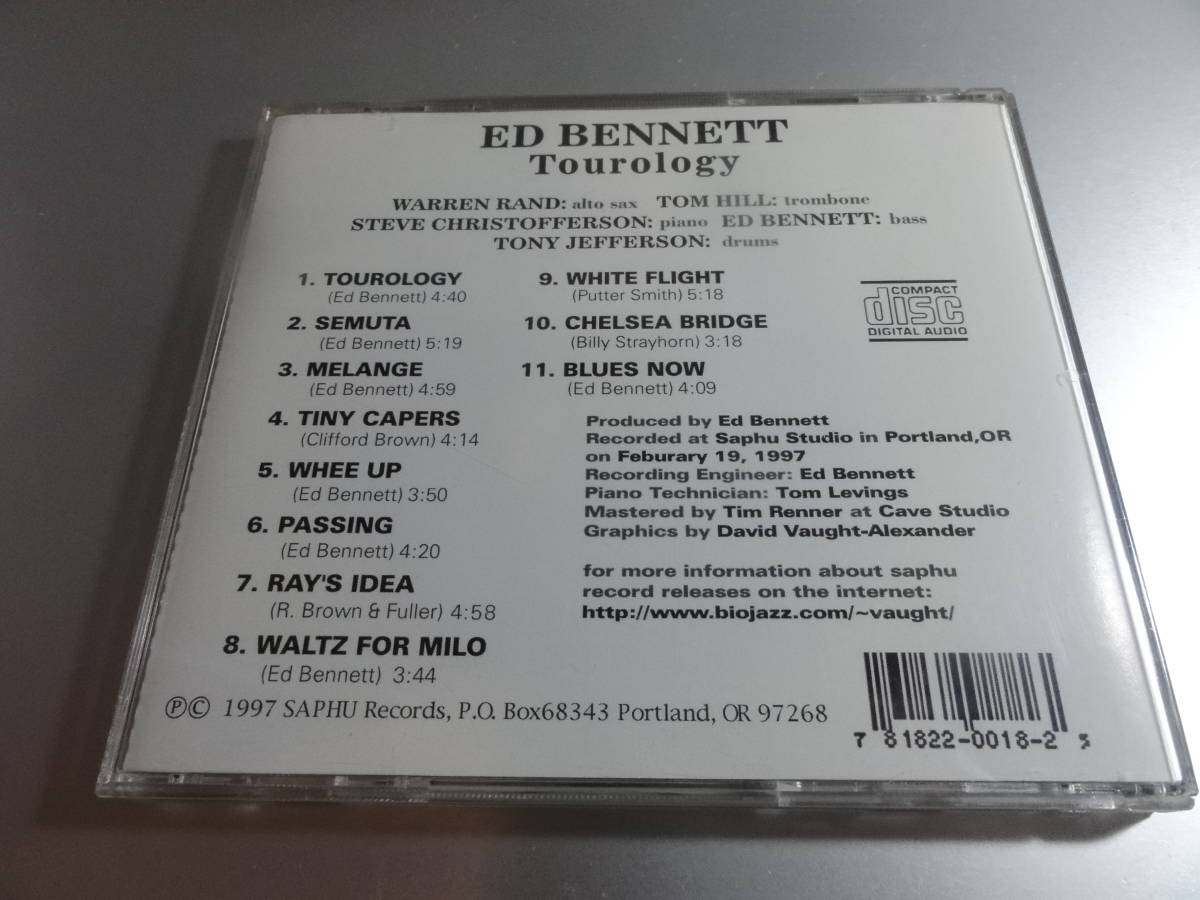 ED BENNETT
Tourology
WARREN RAND: alto sax TOM HILL: trombone
STEVE CHRISTOFFERSON: piano ED BENNETT: bass
TONY JEFFERSON: drums
1. TOUROLOGY
(Ed Bennett) 4:40
2. SEMUTA
(Ed Bennett) 5:19
3. MELANGE
(Ed Bennett) 4:59
4. TINY CAPERS
(Clifford Brown) 4:14
5. WHEE UP
(Ed Bennett) 3:50
6. PASSING
(Ed Bennett) 4:20
7. RAY'S IDEA
(R. Brown & Fuller) 4:58
8. WALTZ FOR MILO
(Ed Bennett) 3:44
9. WHITE FLIGHT
(Putter Smith) 5:18
10. CHELSEA BRIDGE
(Billy Strayhorn) 3:18
11. BLUES NOW
(Ed Bennett) 4:09
COMPACT
disc
DIGITAL AUDIO
Produced by Ed Bennett
Recorded at Saphu Studio in Portland,OR
on Feburary 19, 1997
Recording Engineer: Ed Bennett
Piano Technician: Tom Levings
Mastered by Tim Renner at Cave Studio
Graphics by David Vaught-Alexander
for more information about saphu
record releases on the internet:
http://www.biojazz.com/~vaught/
℗© 1997 SAPHU Records, P.O. Box68343 Portland, OR 97268
7 81822-0018-2 5